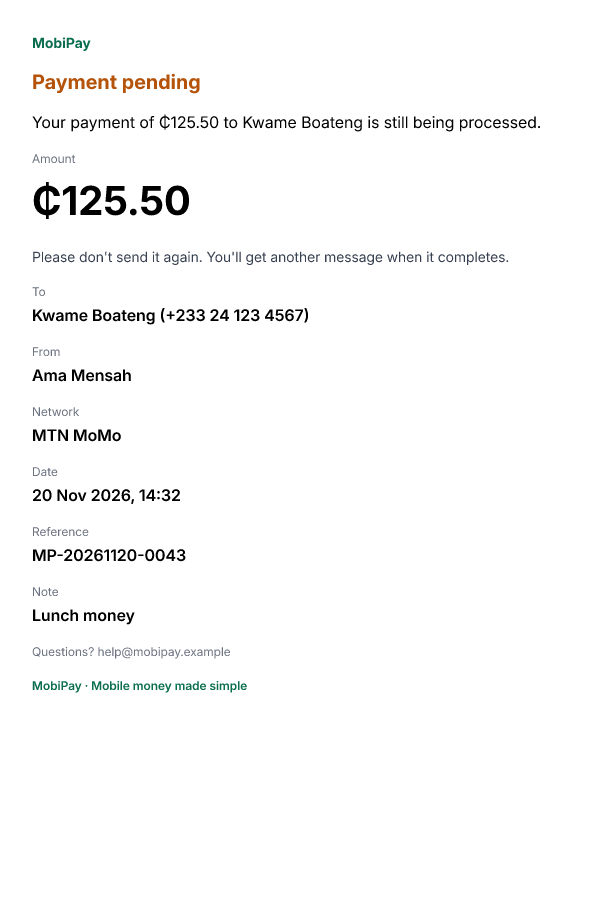 MobiPay
Payment pending
Your payment of ₵125.50 to Kwame Boateng is still being processed.
Amount
₵125.50
Please don't send it again. You'll get another message when it completes.
To
Kwame Boateng (+233 24 123 4567)
From
Ama Mensah
Network
MTN MoMo
Date
20 Nov 2026, 14:32
Reference
MP-20261120-0043
Note
Lunch money
Questions? help@mobipay.example
MobiPay · Mobile money made simple